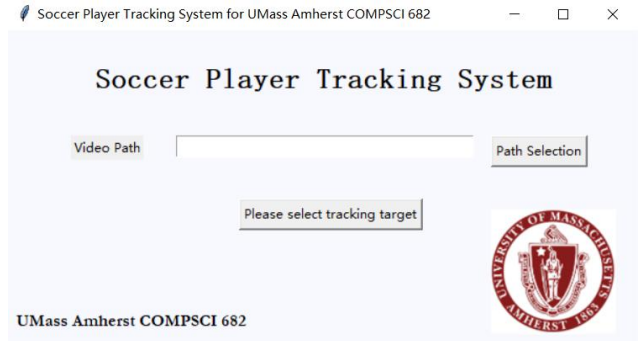 Soccer Player Tracking System for UMass Amherst COMPSCI 682
Soccer Player Tracking System
Video Path
Path Selection
Please select tracking target
UNIVERSITY OF MASSACHUSETTS
AMHERST 1863
UMass Amherst COMPSCI 682